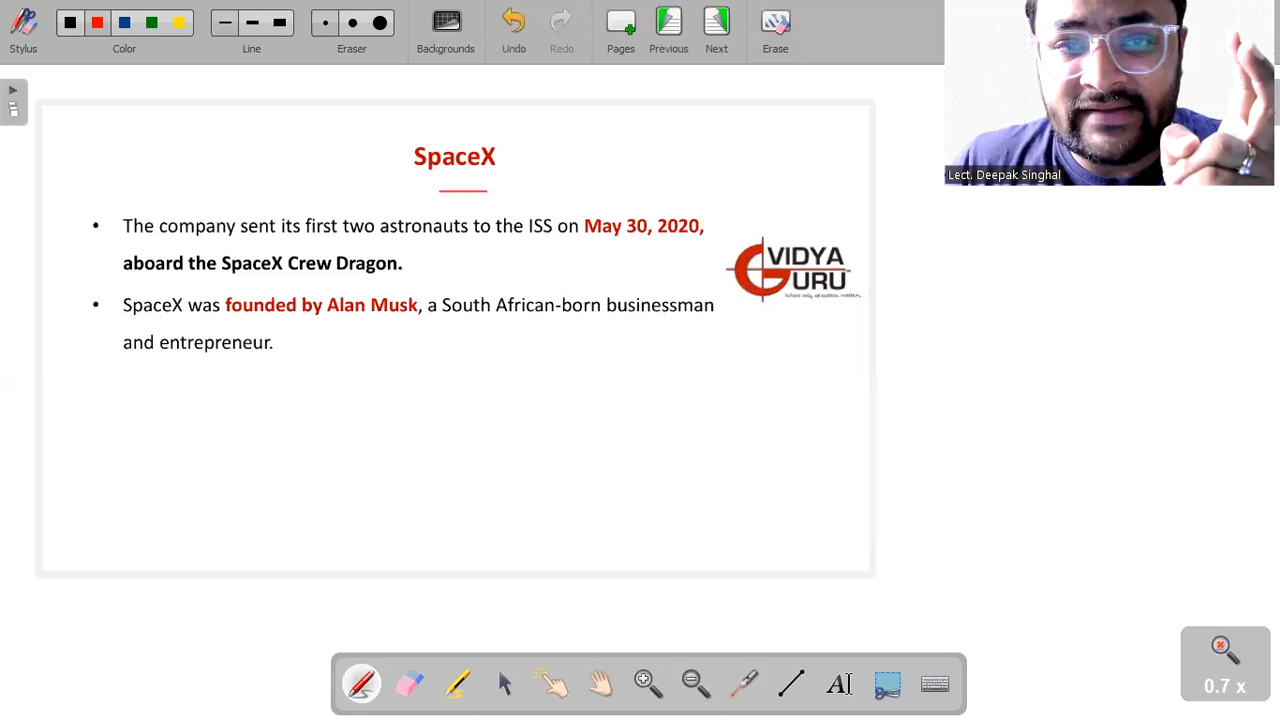 Stylus
Color
Line
Eraser
Backgrounds
Undo
Redo
Pages
Previous
Next
Erase
Lect. Deepak Singhal
SpaceX
• The company sent its first two astronauts to the ISS on May 30, 2020,
aboard the SpaceX Crew Dragon.
• SpaceX was founded by Alan Musk, a South African-born businessman
and entrepreneur.
VIDYA
GURU
AI
0.7 x